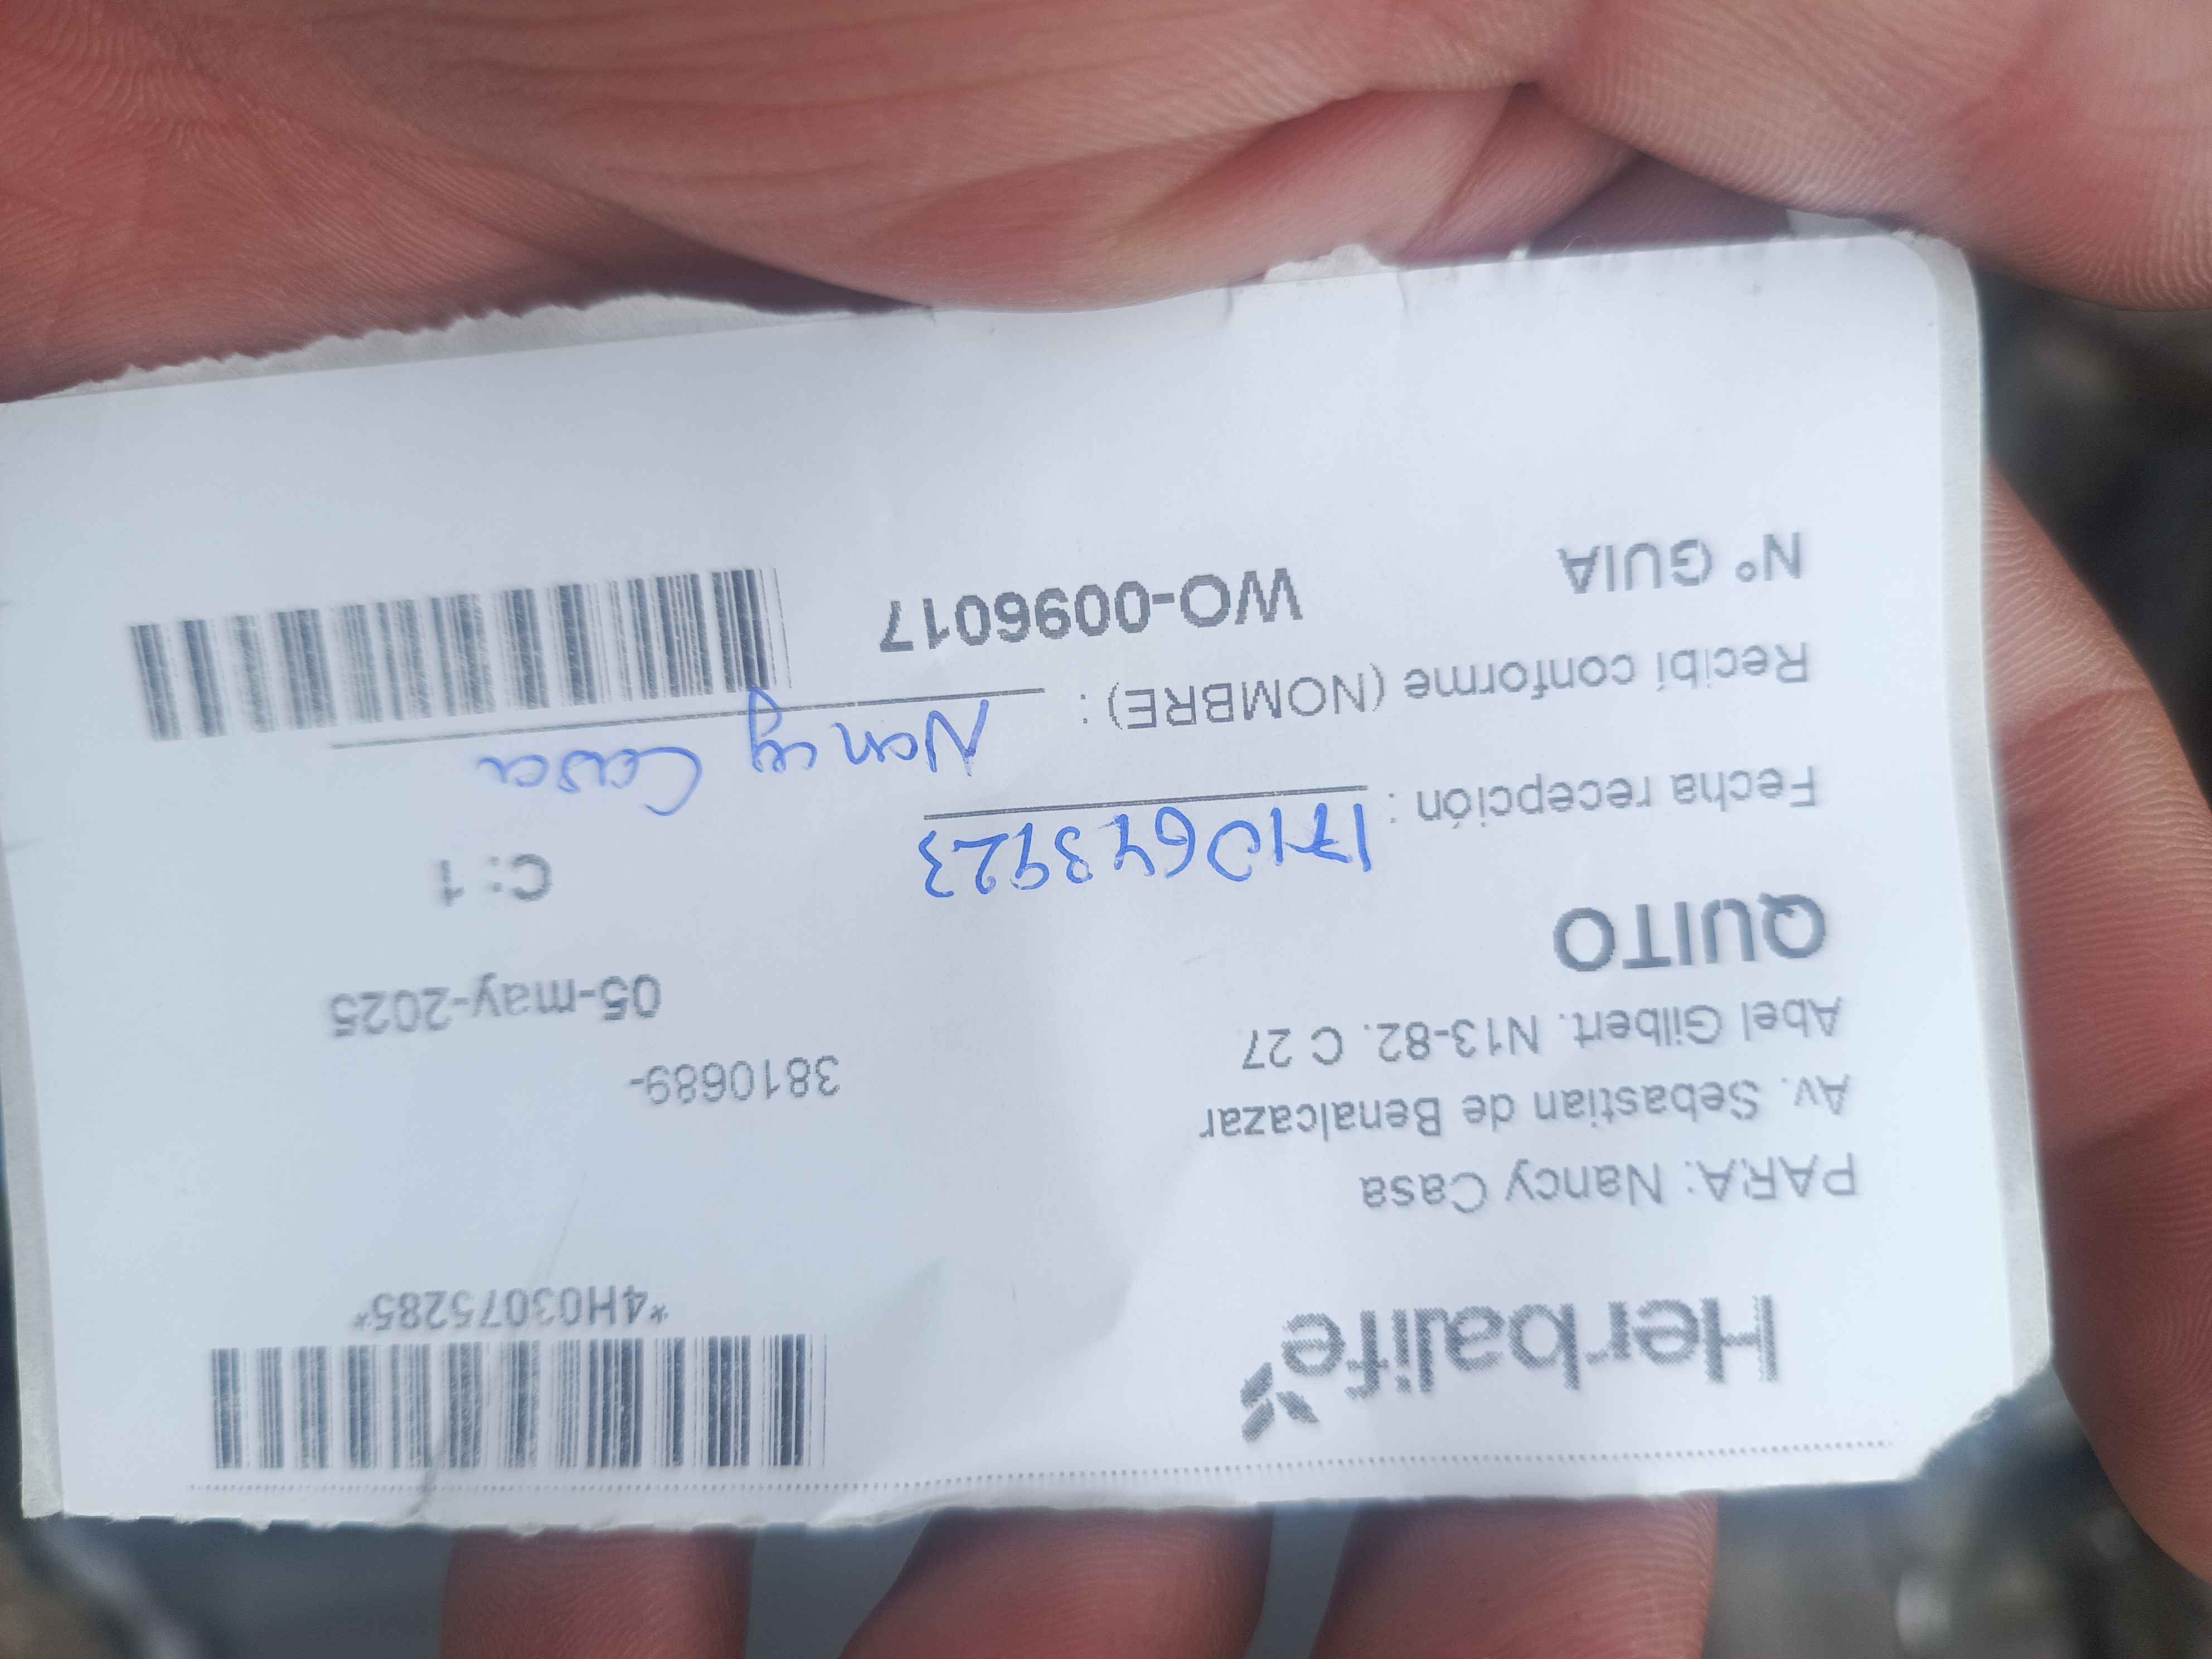 Herbalife
*4H03075285*
PARA: Nancy Casa
Av. Sebastian de Benalcazar
3810689-
Abel Gilbert. N13-82. C 27
05-may-2025
QUITO
C: 1
Fecha recepción : 1710643923
Recibí conforme (NOMBRE) : Nancy Casa
N° GUIA WO-0096017